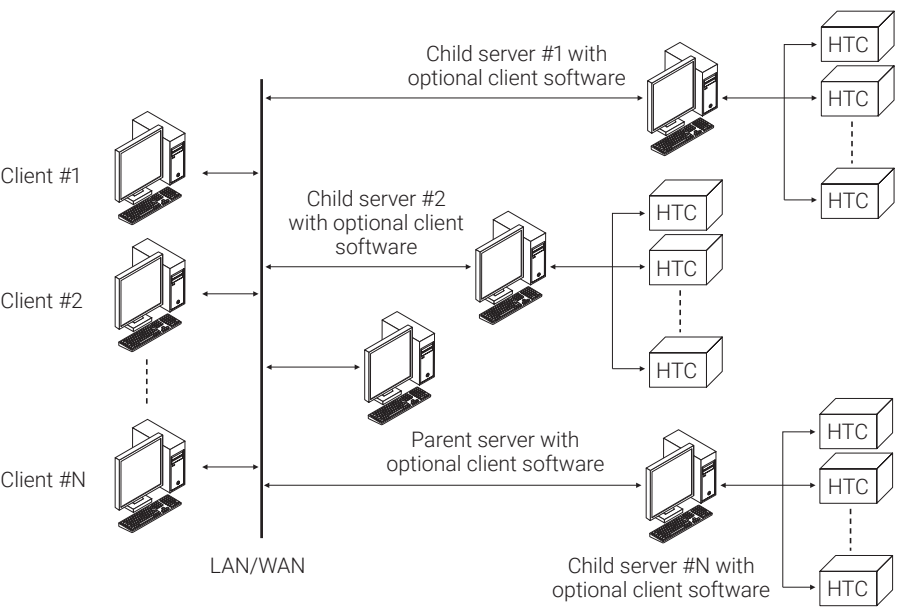 Child server #1 with
optional client software
HTC
HTC
HTC
Client #1
Child server #2
with optional client
software
HTC
HTC
HTC
Client #2
Parent server with
optional client software
Client #N
HTC
HTC
HTC
LAN/WAN
Child server #N with
optional client software